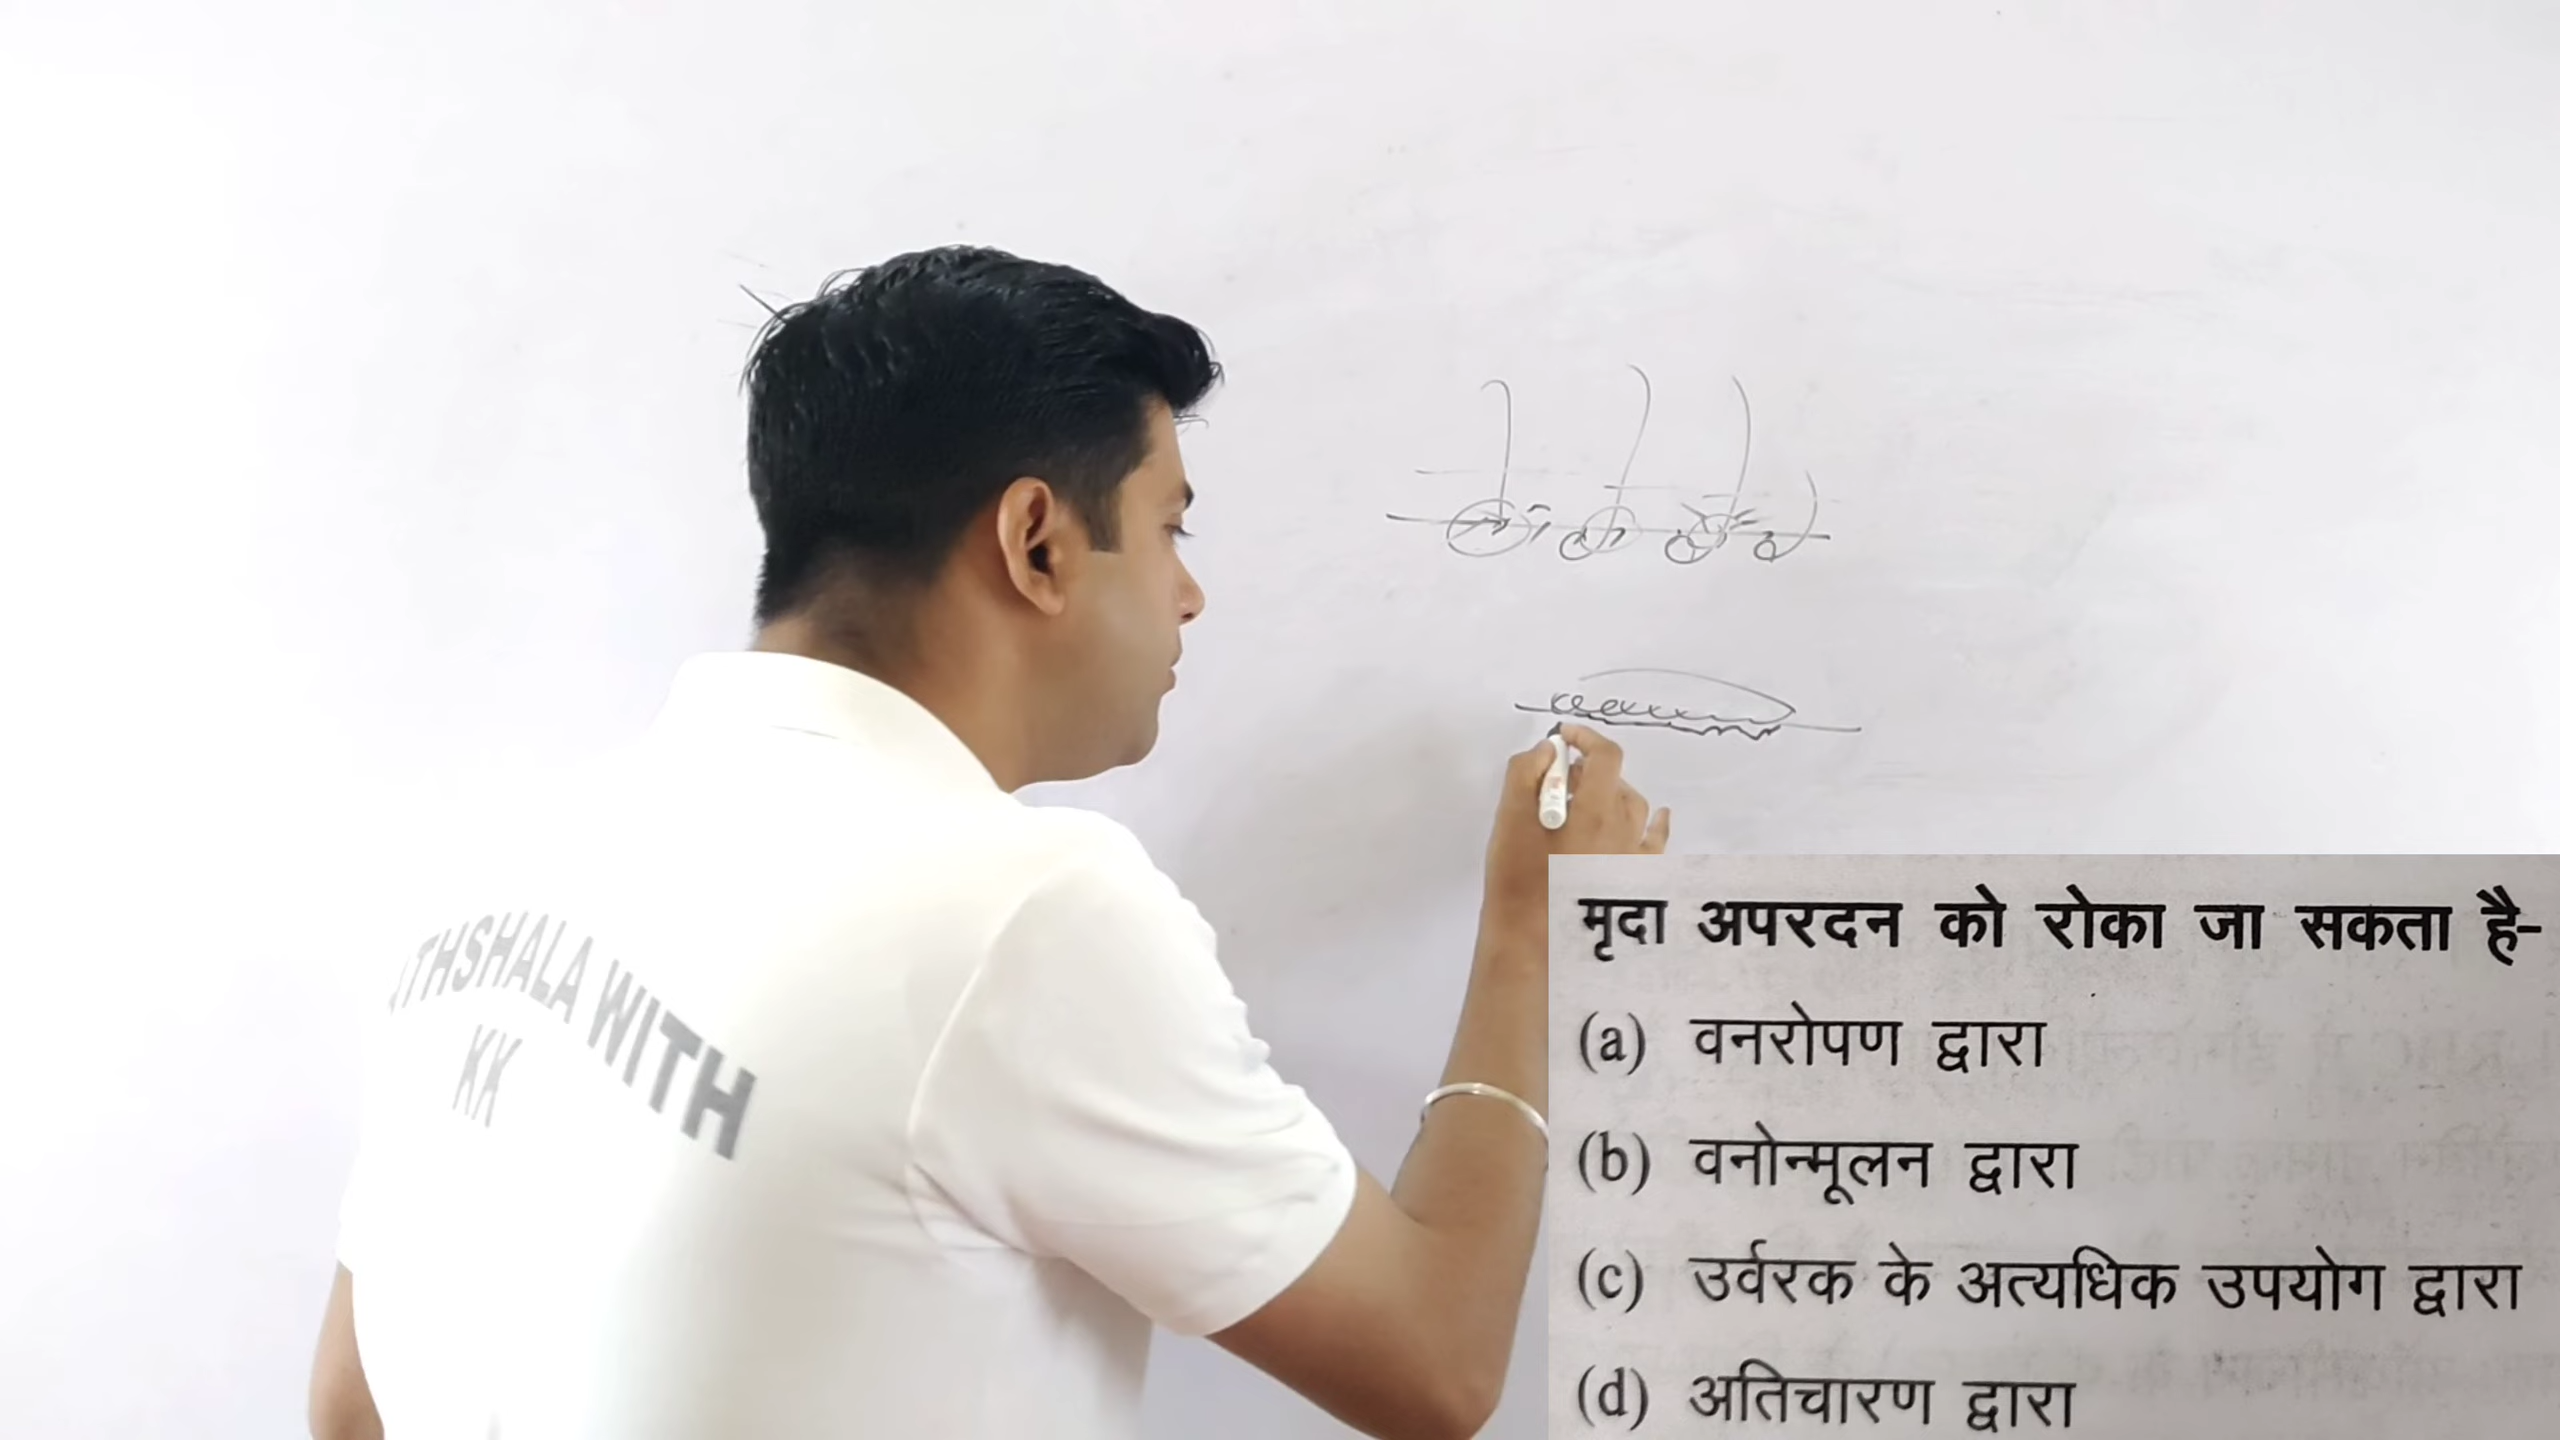 THSHALA WITH
KK
मृदा अपरदन को रोका जा सकता है-
(a) वनरोपण द्वारा
(b) वनोन्मूलन द्वारा
(c) उर्वरक के अत्यधिक उपयोग द्वारा
(d) अतिचारण द्वारा